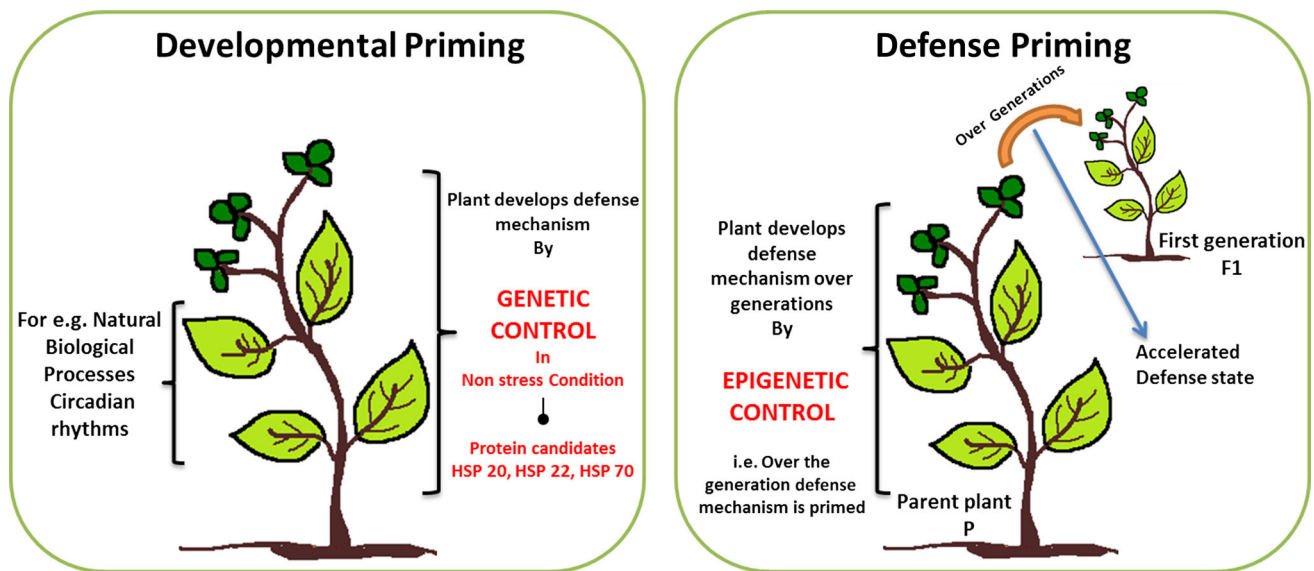 Developmental Priming
For e.g. Natural
Biological
Processes
Circadian
rhythms
Plant develops defense
mechanism
By
GENETIC
CONTROL
In
Non stress Condition
Protein candidates
HSP 20, HSP 22, HSP 70
Defense Priming
Over Generations
Plant develops
defense
mechanism over
generations
By
EPIGENETIC
CONTROL
i.e. Over the
generation defense
mechanism is primed
Parent plant
P
First generation
F1
Accelerated
Defense state